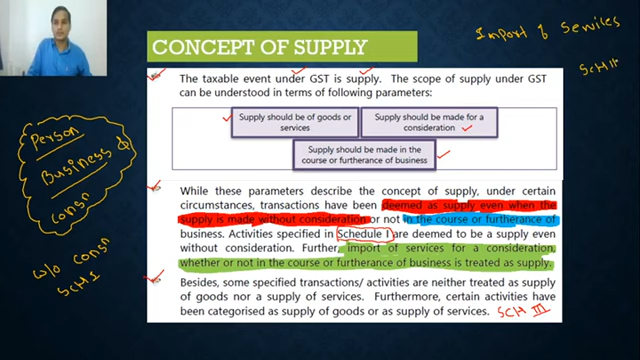 CONCEPT OF SUPPLY
Import of Services
SCH II
The taxable event under GST is supply. The scope of supply under GST
can be understood in terms of following parameters:
Supply should be of goods or
services
Supply should be made for a
consideration
Supply should be made in the
course or furtherance of business
Person
Business &
consn
While these parameters describe the concept of supply, under certain
circumstances, transactions have been deemed as supply even when the
supply is made without consideration or not in the course or furtherance of
business. Activities specified in Schedule I are deemed to be a supply even
without consideration. Further, import of services for a consideration,
whether or not in the course or furtherance of business is treated as supply.
w/o consn
SCH I
Besides, some specified transactions/ activities are neither treated as supply
of goods nor a supply of services. Furthermore, certain activities have
been categorised as supply of goods or as supply of services. SCH III